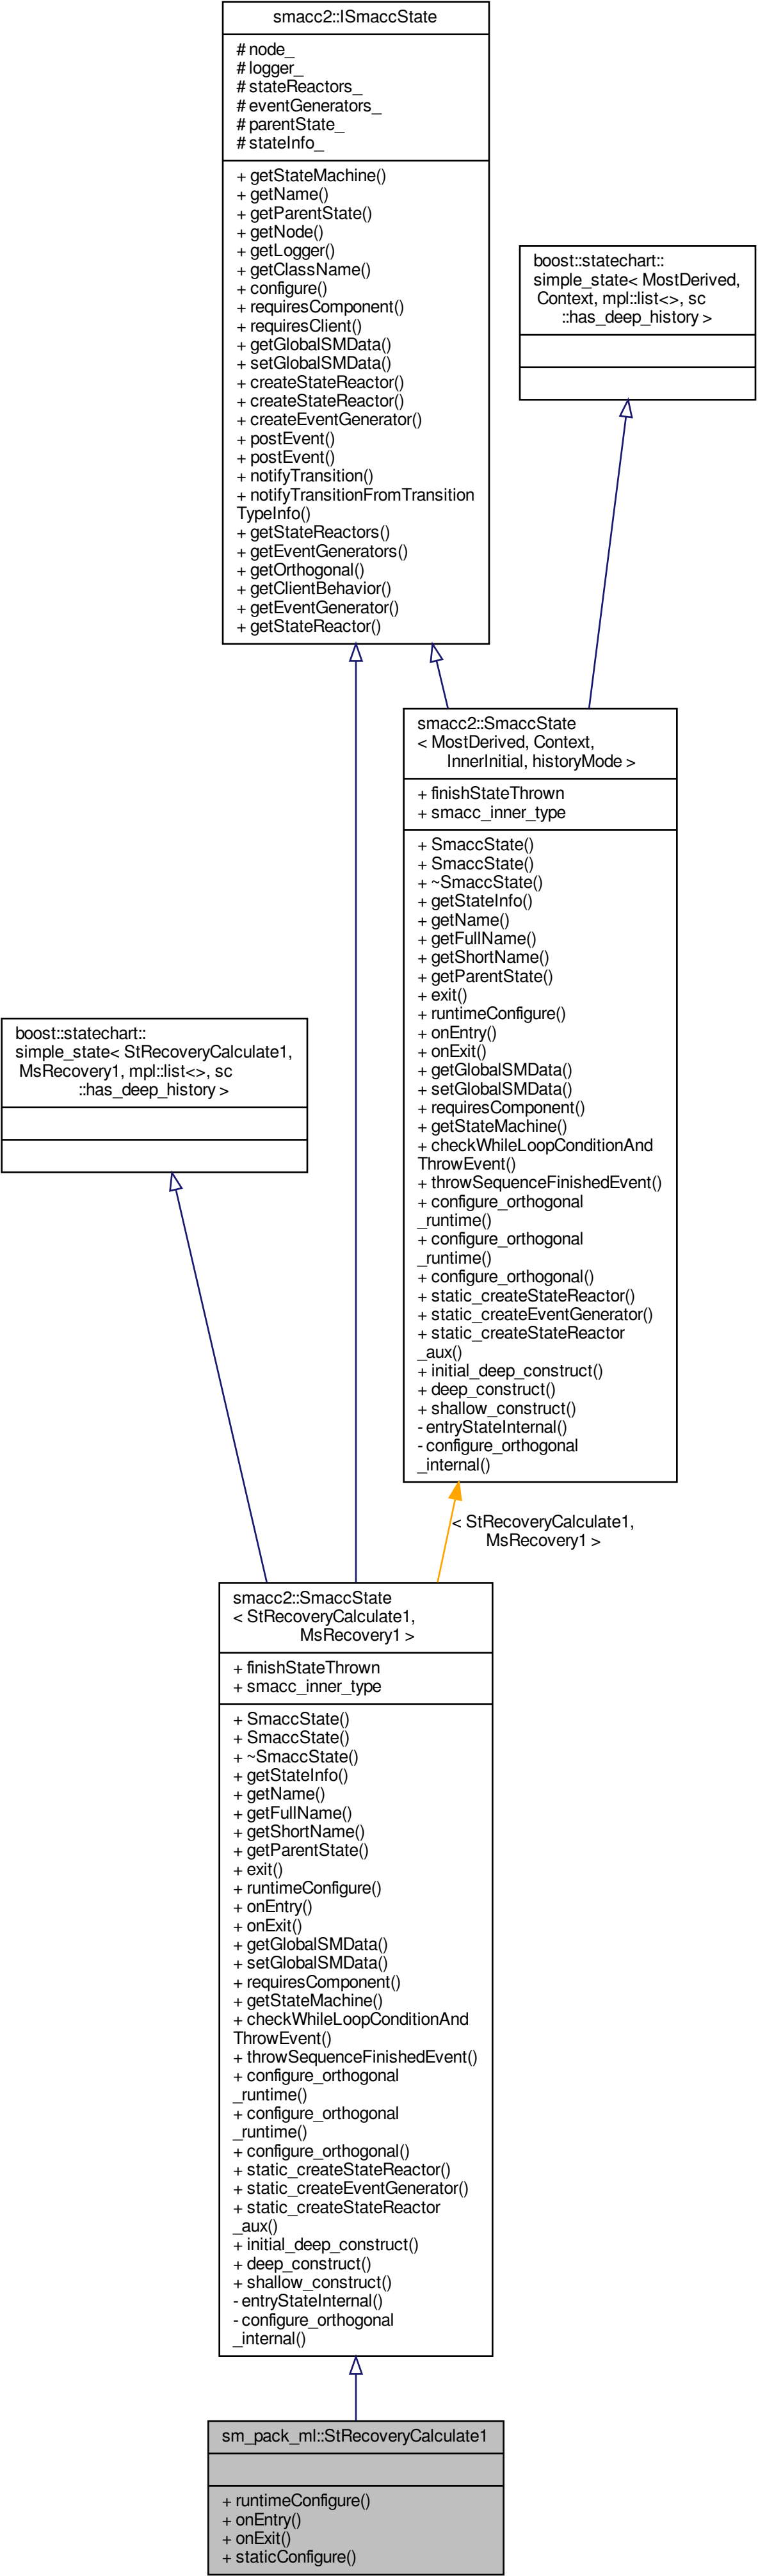 smacc2::ISmaccState
# node_
# logger_
# stateReactors_
# eventGenerators_
# parentState_
# stateInfo_
+ getStateMachine()
+ getName()
+ getParentState()
+ getNode()
+ getLogger()
+ getClassName()
+ configure()
+ requiresComponent()
+ requiresClient()
+ getGlobalSMData()
+ setGlobalSMData()
+ createStateReactor()
+ createStateReactor()
+ createEventGenerator()
+ postEvent()
+ postEvent()
+ notifyTransition()
+ notifyTransitionFromTransition
TypeInfo()
+ getStateReactors()
+ getEventGenerators()
+ getOrthogonal()
+ getClientBehavior()
+ getEventGenerator()
+ getStateReactor()
boost::statechart::
simple_state< MostDerived,
Context, mpl::list<>, sc
::has_deep_history >
smacc2::SmaccState
< MostDerived, Context,
InnerInitial, historyMode >
+ finishStateThrown
+ smacc_inner_type
+ SmaccState()
+ SmaccState()
+ ~SmaccState()
+ getStateInfo()
+ getName()
+ getFullName()
+ getShortName()
+ getParentState()
+ exit()
+ runtimeConfigure()
+ onEntry()
+ onExit()
+ getGlobalSMData()
+ setGlobalSMData()
+ requiresComponent()
+ getStateMachine()
+ checkWhileLoopConditionAnd
ThrowEvent()
+ throwSequenceFinishedEvent()
+ configure_orthogonal
_runtime()
+ configure_orthogonal
_runtime()
+ configure_orthogonal()
+ static_createStateReactor()
+ static_createEventGenerator()
+ static_createStateReactor
_aux()
+ initial_deep_construct()
+ deep_construct()
+ shallow_construct()
- entryStateInternal()
- configure_orthogonal
_internal()
boost::statechart::
simple_state< StRecoveryCalculate1,
MsRecovery1, mpl::list<>, sc
::has_deep_history >
< StRecoveryCalculate1,
MsRecovery1 >
smacc2::SmaccState
< StRecoveryCalculate1,
MsRecovery1 >
+ finishStateThrown
+ smacc_inner_type
+ SmaccState()
+ SmaccState()
+ ~SmaccState()
+ getStateInfo()
+ getName()
+ getFullName()
+ getShortName()
+ getParentState()
+ exit()
+ runtimeConfigure()
+ onEntry()
+ onExit()
+ getGlobalSMData()
+ setGlobalSMData()
+ requiresComponent()
+ getStateMachine()
+ checkWhileLoopConditionAnd
ThrowEvent()
+ throwSequenceFinishedEvent()
+ configure_orthogonal
_runtime()
+ configure_orthogonal
_runtime()
+ configure_orthogonal()
+ static_createStateReactor()
+ static_createEventGenerator()
+ static_createStateReactor
_aux()
+ initial_deep_construct()
+ deep_construct()
+ shallow_construct()
- entryStateInternal()
- configure_orthogonal
_internal()
sm_pack_ml::StRecoveryCalculate1
+ runtimeConfigure()
+ onEntry()
+ onExit()
+ staticConfigure()